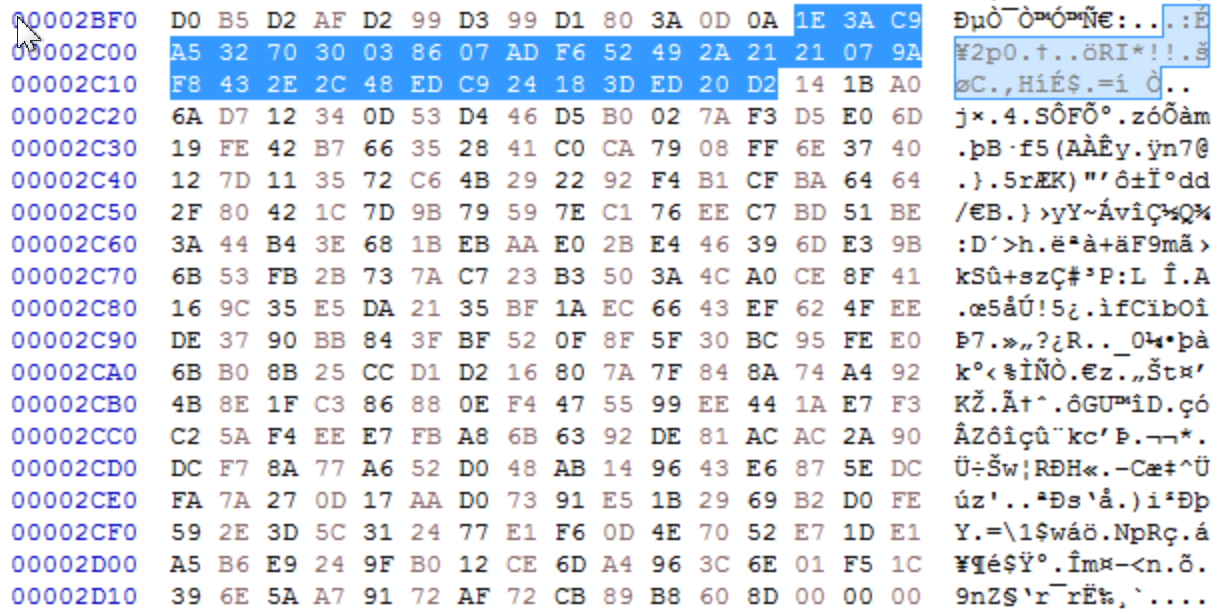 00002BF0 D0 B5 D2 AF D2 99 D3 99 D1 80 3A 0D 0A 1E 3A C9 ÐµÒ¯Ò™Ó™Ñ€:...:É
00002C00 A5 32 70 30 03 86 07 AD F6 52 49 2A 21 21 07 9A ¥2p0.†..öRI*!!.š
00002C10 F8 43 2E 2C 48 ED C9 24 18 3D ED 20 D2 14 1B A0 øC.,HíÉ$.=í Ò..
00002C20 6A D7 12 34 0D 53 D4 46 D5 B0 02 7A F3 D5 E0 6D j×.4.SÔFÕ°.zóÕàm
00002C30 19 FE 42 B7 66 35 28 41 C0 CA 79 08 FF 6E 37 40 .þB·f5(AÀÊy.ÿn7@
00002C40 12 7D 11 35 72 C6 4B 29 22 92 F4 B1 CF BA 64 64 .}.5rÆK)"’ô±Ïºdd
00002C50 2F 80 42 1C 7D 9B 79 59 7E C1 76 EE C7 BD 51 BE /€B.}›yY~ÁvîÇ½Q¾
00002C60 3A 44 B4 3E 68 1B EB AA E0 2B E4 46 39 6D E3 9B :D´>h.ëªà+äF9mã›
00002C70 6B 53 FB 2B 73 7A C7 23 B3 50 3A 4C A0 CE 8F 41 kSû+szÇ#³P:L Î.A
00002C80 16 9C 35 E5 DA 21 35 BF 1A EC 66 43 EF 62 4F EE .œ5åÚ!5¿.ìfCïbOî
00002C90 DE 37 90 BB 84 3F BF 52 0F 8F 5F 30 BC 95 FE E0 Þ7.»„?¿R.._0¼•þà
00002CA0 6B B0 8B 25 CC D1 D2 16 80 7A 7F 84 8A 74 A4 92 k°‹%ÌÑÒ.€z.„Št¤’
00002CB0 4B 8E 1F C3 86 88 0E F4 47 55 99 EE 44 1A E7 F3 KŽ.Ã†ˆ.ôGU™îD.çó
00002CC0 C2 5A F4 EE E7 FB A8 6B 63 92 DE 81 AC AC 2A 90 ÂZôîçû¨kc’Þ.¬¬*.
00002CD0 DC F7 8A 77 A6 52 D0 48 AB 14 96 43 E6 87 5E DC Ü÷Šw¦RÐH«.–Cæ‡^Ü
00002CE0 FA 7A 27 0D 17 AA D0 73 91 E5 1B 29 69 B2 D0 FE úz'..ªÐs‘å.)i²Ðþ
00002CF0 59 2E 3D 5C 31 24 77 E1 F6 0D 4E 70 52 E7 1D E1 Y.=\1$wáö.NpRç.á
00002D00 A5 B6 E9 24 9F B0 12 CE 6D A4 96 3C 6E 01 F5 1C ¥¶é$Ÿ°.Îm¤–<n.õ.
00002D10 39 6E 5A A7 91 72 AF 72 CB 89 B8 60 8D 00 00 00 9nZ§‘r¯rË‰¸`....